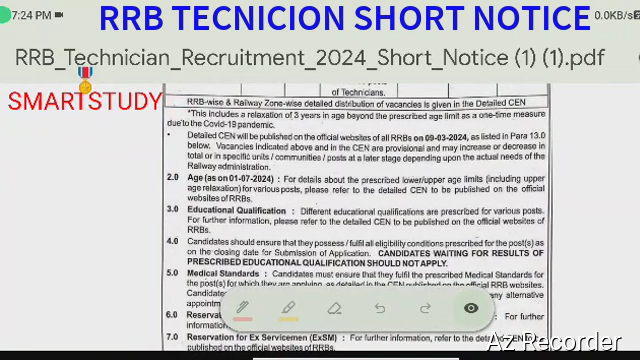 7:24 PM
RRB TECNICION SHORT NOTICE
0.0KB/s
RRB_Technician_Recruitment_2024_Short_Notice (1) (1).pdf
SMARTSTUDY
of Technicians.
RRB-wise & Railway Zone-wise detailed distribution of vacancies is given in the Detailed CEN
*This includes a relaxation of 3 years in age beyond the prescribed age limit as a one-time measure
due to Covid-19 pandemic.
• Detailed CEN will be published on the official websites of all RRBs on 09-03-2024, as listed in Para 13.0
below. Vacancies indicated above and in the CEN are provisional and may increase or decrease in
total or in specific units / communities / posts at a later stage depending upon the actual needs of the
Railway administration.
2.0 Age (as on 01-07-2024) : For details about the prescribed lower/upper age limits (including upper
age relaxation) for various posts, please refer to the detailed CEN to be published on the official
websites of RRBs.
3.0 Educational Qualification : Different educational qualifications are prescribed for various posts.
For further information, please refer to the detailed CEN to be published on the official websites of
RRBs.
4.0 Candidates should ensure that they possess / fulfil all eligibility conditions prescribed for the post(s) as
on the closing date for Submission of Application. CANDIDATES WAITING FOR RESULTS OF
PRESCRIBED EDUCATIONAL QUALIFICATION SHOULD NOT APPLY.
5.0 Medical Standards : Candidates must ensure that they fulfil the prescribed Medical Standards for
the post(s) for which they are applying, as detailed in the CEN published on the official RRB websites.
Candidat any alternative
appointm
6.0 Reservat : For further
information
7.0 Reservation for Ex Servicemen (ExSM) : For further information, refer to the detailed CEN
published on the official websites of RRBs.
Az Recorder